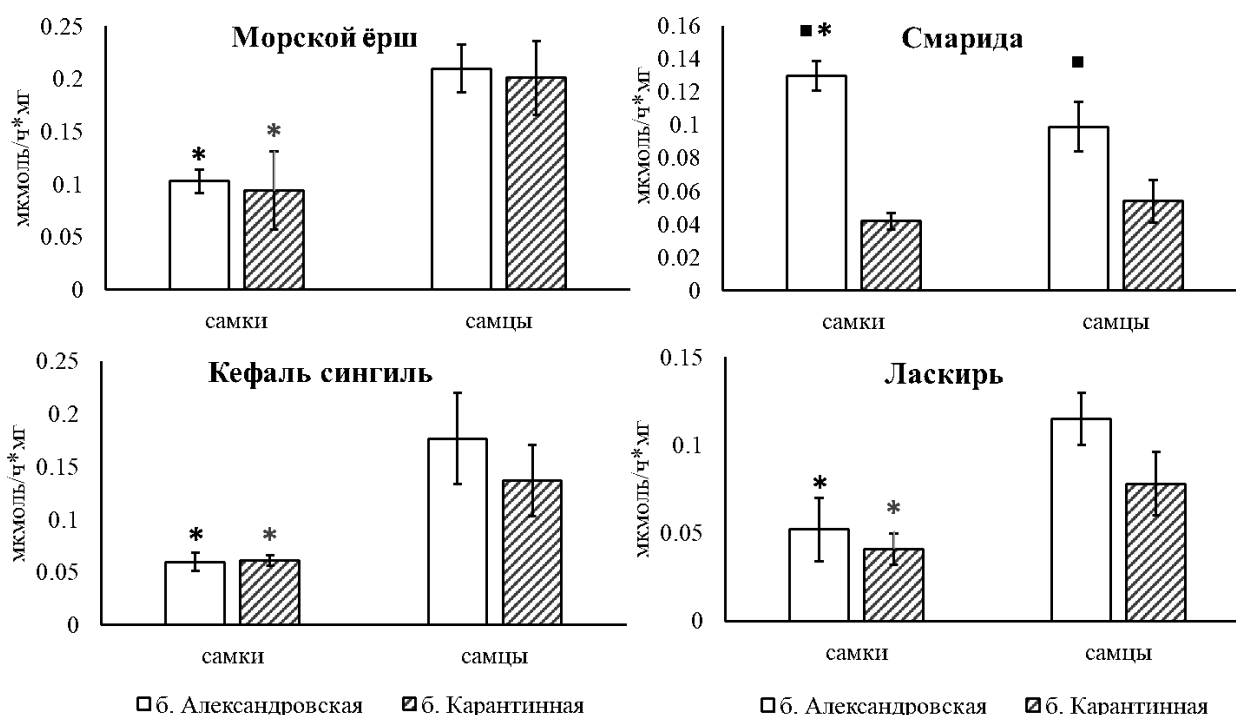 Морской ёрш
мкмоль/ч*мг
0.25
0.2
0.15
0.1
0.05
0
* *
самки самцы
Смарида
мкмоль/ч*мг
0.16
0.14
0.12
0.1
0.08
0.06
0.04
0.02
0
■ * ■
самки самцы
Кефаль сингиль
мкмоль/ч*мг
0.25
0.2
0.15
0.1
0.05
0
* *
самки самцы
б. Александровская б. Карантинная
Ласкирь
мкмоль/ч*мг
0.15
0.1
0.05
0
* *
самки самцы
б. Александровская б. Карантинная